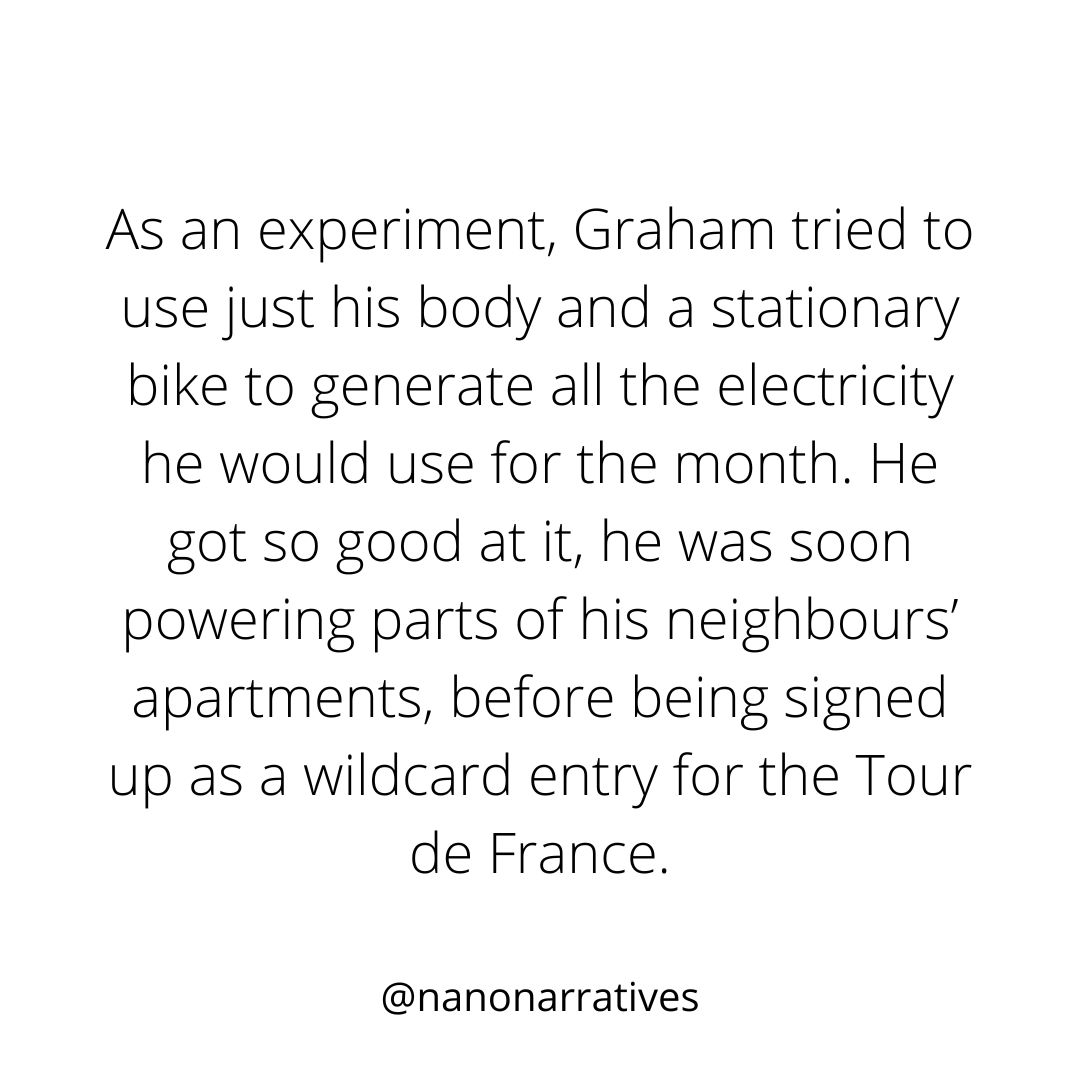 As an experiment, Graham tried to
use just his body and a stationary
bike to generate all the electricity
he would use for the month. He
got so good at it, he was soon
powering parts of his neighbours’
apartments, before being signed
up as a wildcard entry for the Tour
de France.
@nanonarratives